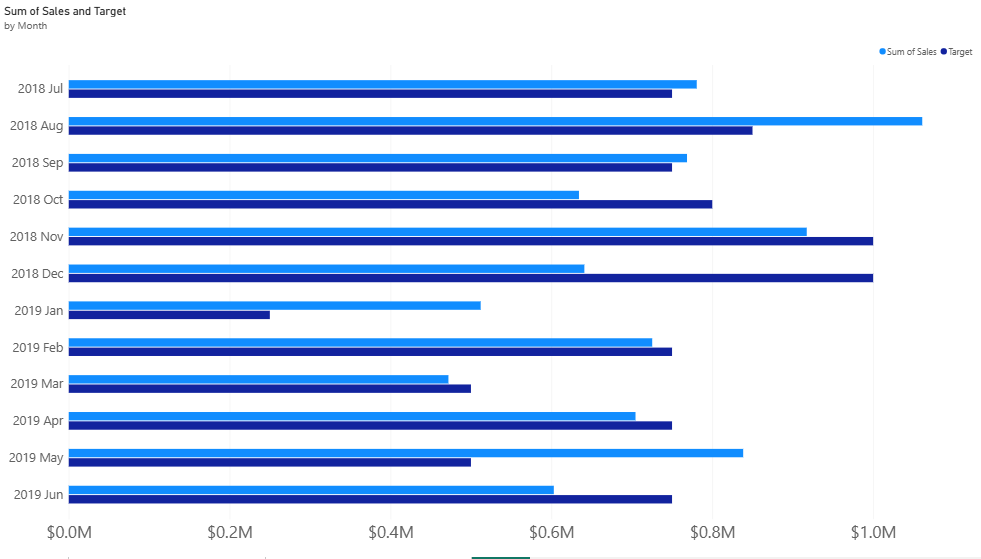 Sum of Sales and Target
by Month
Sum of Sales Target
2018 Jul
2018 Aug
2018 Sep
2018 Oct
2018 Nov
2018 Dec
2019 Jan
2019 Feb
2019 Mar
2019 Apr
2019 May
2019 Jun
$0.0M $0.2M $0.4M $0.6M $0.8M $1.0M